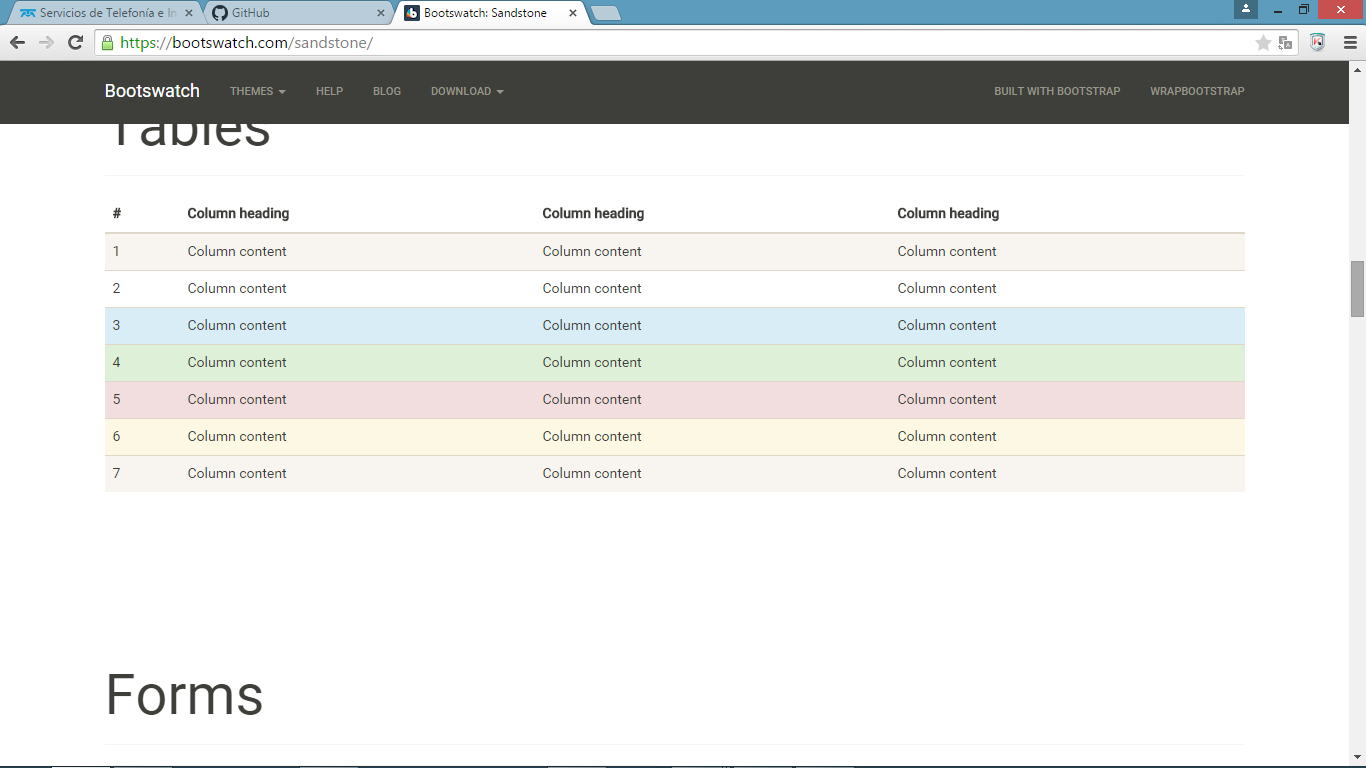 Servicios de Telefonía e In
GitHub
Bootswatch: Sandstone
https://bootswatch.com/sandstone/
Bootswatch THEMES HELP BLOG DOWNLOAD BUILT WITH BOOTSTRAP WRAPBOOTSTRAP
Tables
# Column heading Column heading Column heading
1 Column content Column content Column content
2 Column content Column content Column content
3 Column content Column content Column content
4 Column content Column content Column content
5 Column content Column content Column content
6 Column content Column content Column content
7 Column content Column content Column content
Forms